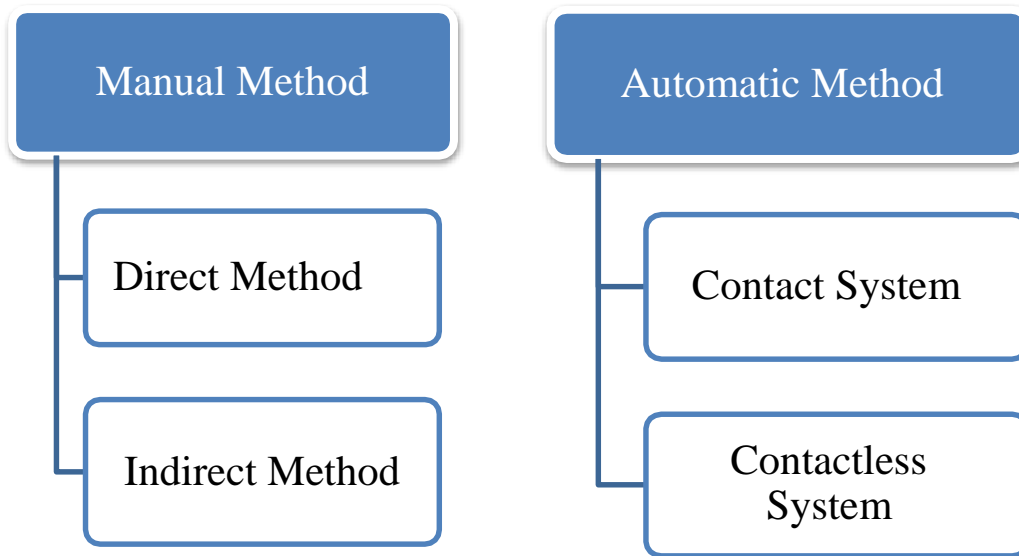 Manual Method
Direct Method
Indirect Method
Automatic Method
Contact System
Contactless
System